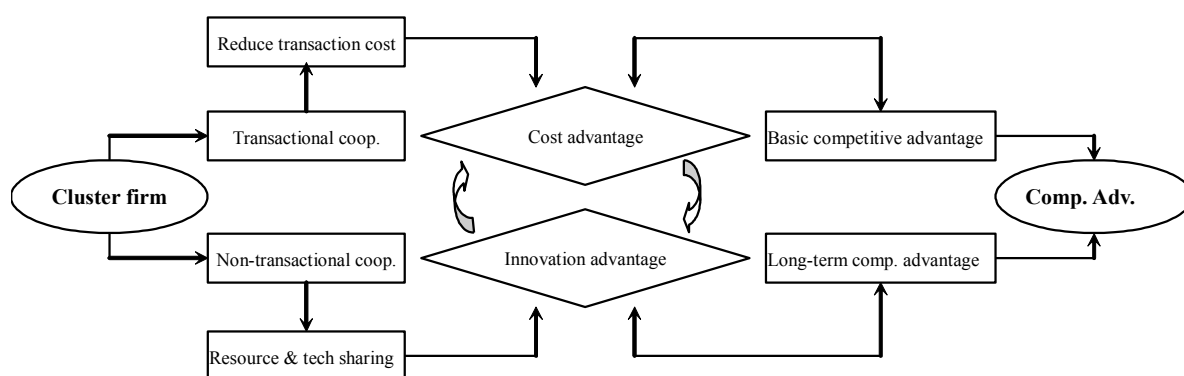 Reduce transaction cost
Transactional coop.
Cost advantage
Basic competitive advantage
Cluster firm
Comp. Adv.
Non-transactional coop.
Innovation advantage
Long-term comp. advantage
Resource & tech sharing